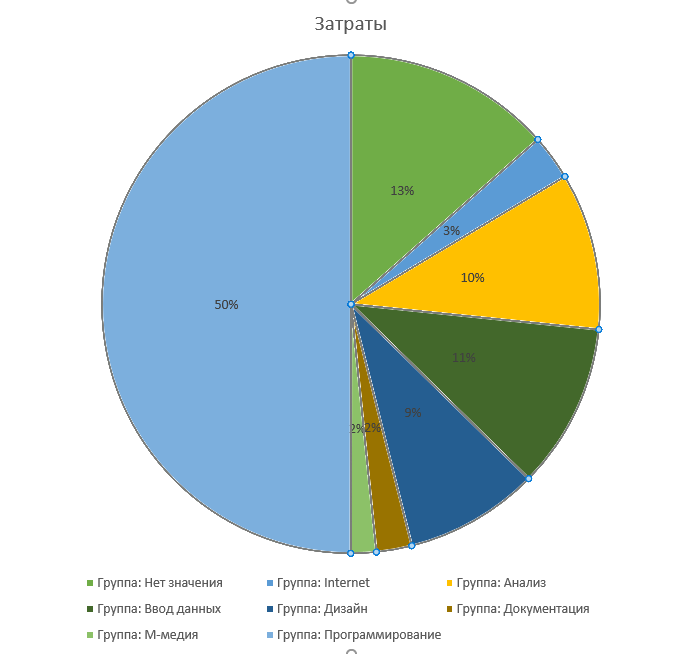 Затраты
13%
3%
10%
50%
11%
9%
2%
2%
Группа: Нет значения
Группа: Internet
Группа: Анализ
Группа: Ввод данных
Группа: Дизайн
Группа: Документация
Группа: М-медия
Группа: Программирование